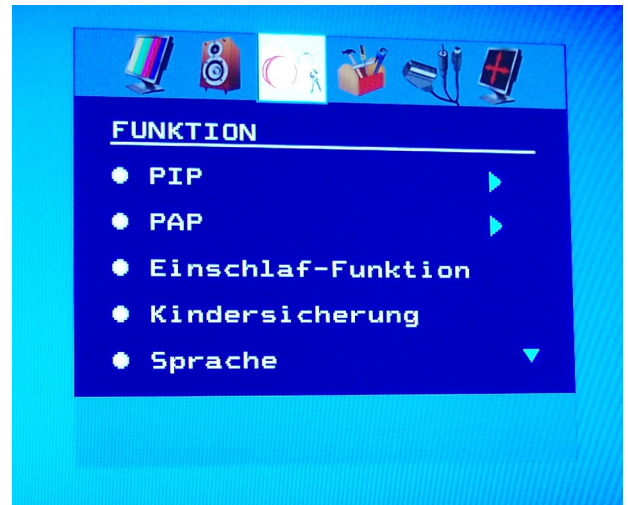 FUNKTION
PIP
PAP
Einschlaf-Funktion
Kindersicherung
Sprache